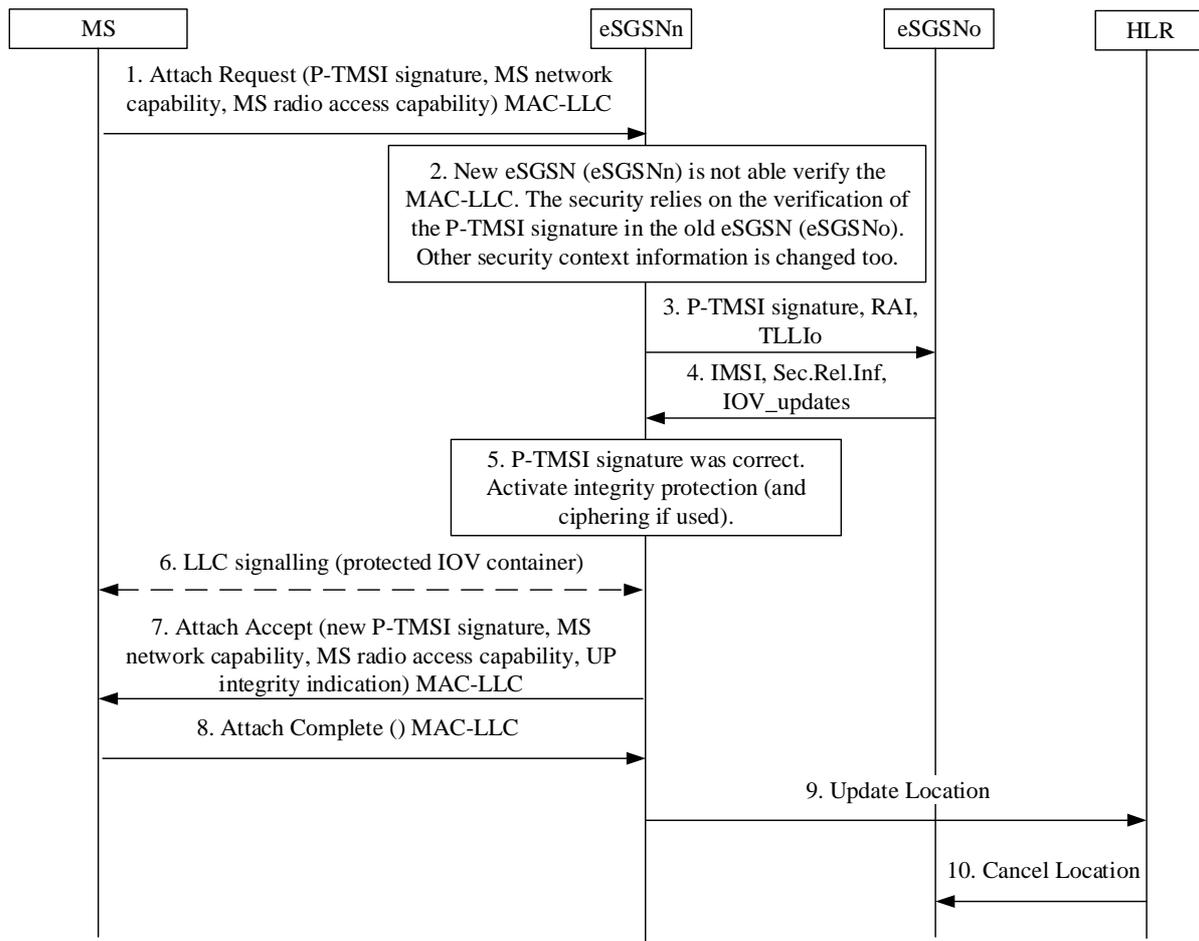 MS
eSGSNn
eSGSNo
HLR
1. Attach Request (P-TMSI signature, MS network
capability, MS radio access capability) MAC-LLC
2. New eSGSN (eSGSNn) is not able verify the
MAC-LLC. The security relies on the verification of
the P-TMSI signature in the old eSGSN (eSGSNo).
Other security context information is changed too.
3. P-TMSI signature, RAI,
TLLIo
4. IMSI, Sec.Rel.Inf,
IOV_updates
5. P-TMSI signature was correct.
Activate integrity protection (and
ciphering if used).
6. LLC signalling (protected IOV container)
7. Attach Accept (new P-TMSI signature, MS
network capability, MS radio access capability, UP
integrity indication) MAC-LLC
8. Attach Complete () MAC-LLC
9. Update Location
10. Cancel Location